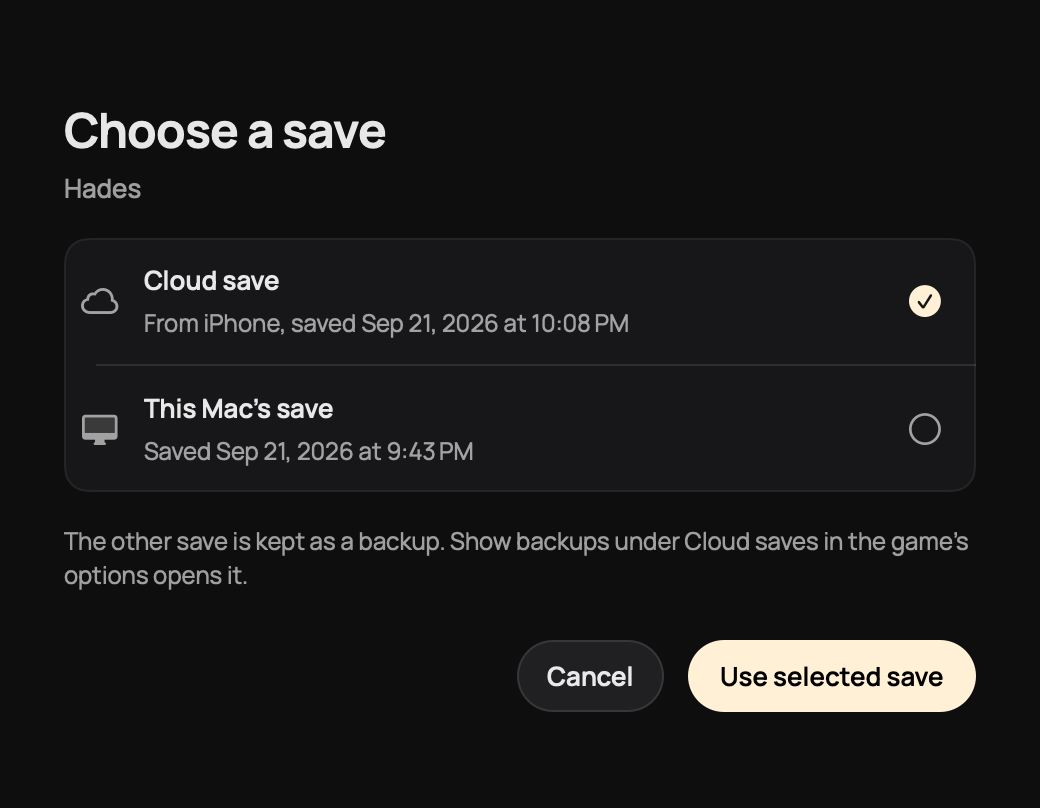 Choose a save
Hades
Cloud save
From iPhone, saved Sep 21, 2026 at 10:08 PM
This Mac’s save
Saved Sep 21, 2026 at 9:43 PM
The other save is kept as a backup. Show backups under Cloud saves in the game’s
options opens it.
Cancel
Use selected save